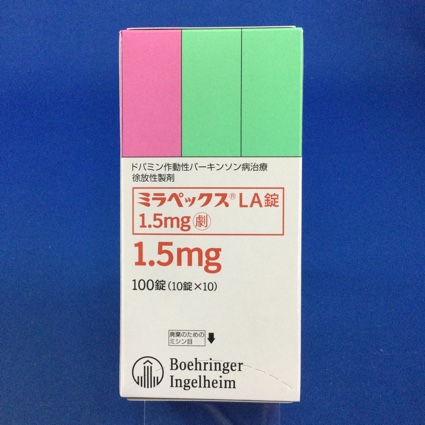 ドパミン作動性パーキンソン病治療
徐放性製剤
ミラペックス® LA錠
1.5mg 劇
1.5mg
100錠(10錠×10)
廃棄のための
ミシン目
Boehringer
Ingelheim